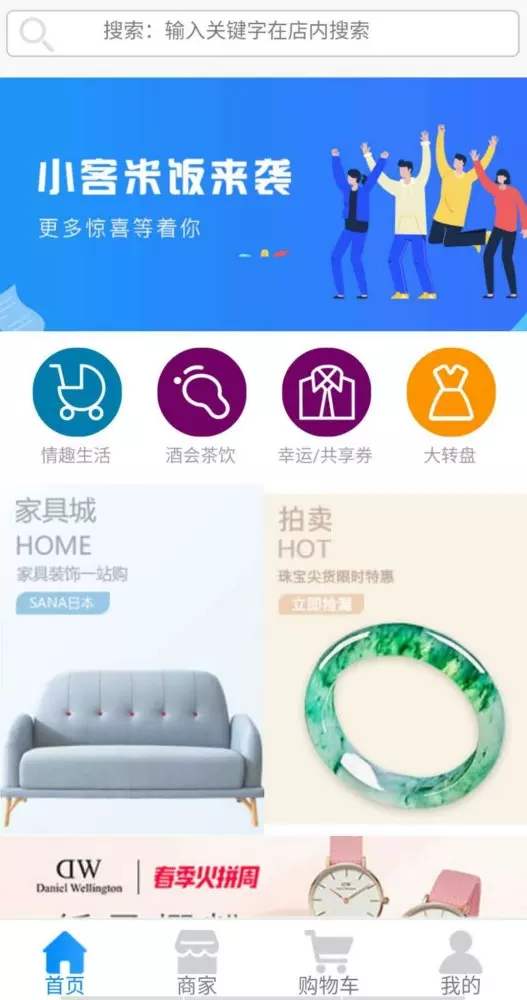 搜索：输入关键字在店内搜索
小客米饭来袭
更多惊喜等着你
情趣生活
酒会茶饮
幸运/共享券
大转盘
家具城
HOME
家具装饰一站购
SANA日本
拍卖
HOT
珠宝尖货限时特惠
立即捡漏
DW
Daniel Wellington
春季火拼周
首页
商家
购物车
我的